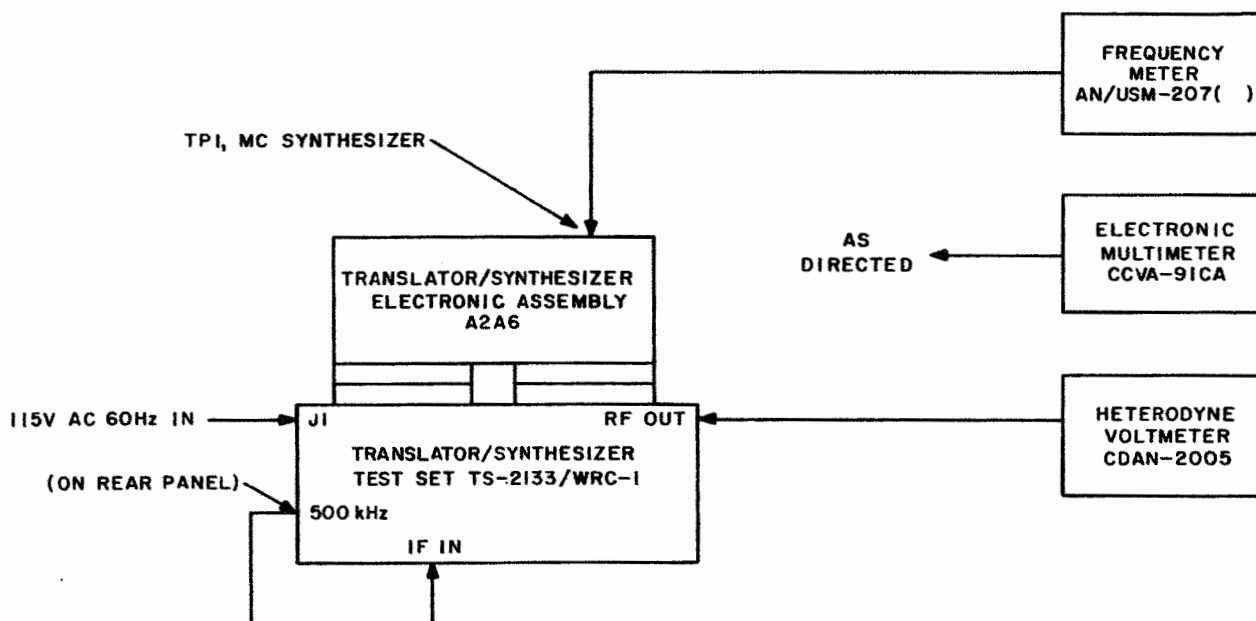 FREQUENCY
METER
AN/USM-207( )
TP1, MC SYNTHESIZER
ELECTRONIC
MULTIMETER
CCVA-91CA
AS
DIRECTED
TRANSLATOR/SYNTHESIZER
ELECTRONIC ASSEMBLY
A2A6
HETERODYNE
VOLTMETER
CDAN-2005
115V AC 60Hz IN
J1
RF OUT
TRANSLATOR/SYNTHESIZER
TEST SET TS-2133/WRC-1
(ON REAR PANEL)
500 kHz
IF IN